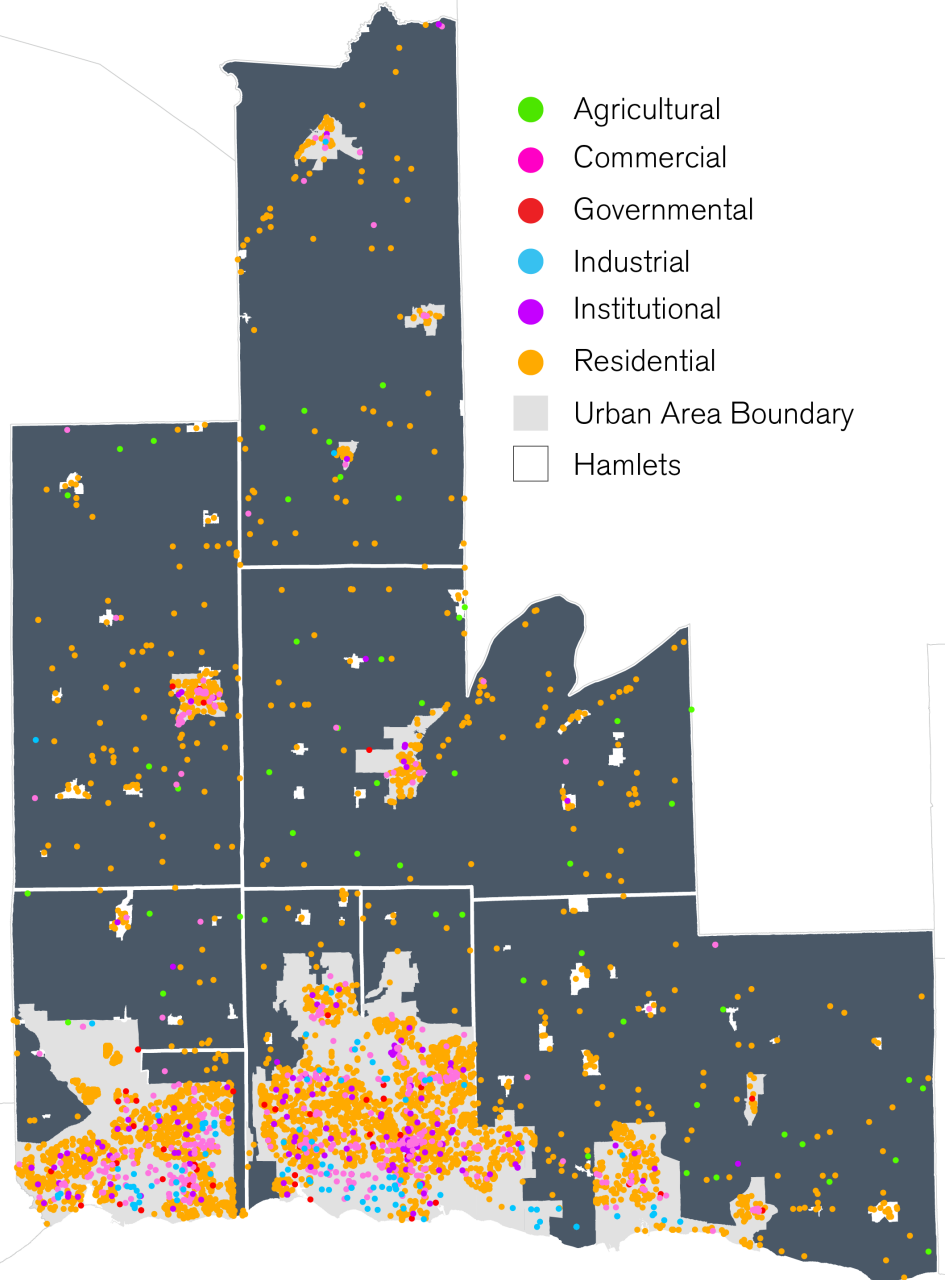 Agricultural
Commercial
Governmental
Industrial
Institutional
Residential
Urban Area Boundary
Hamlets